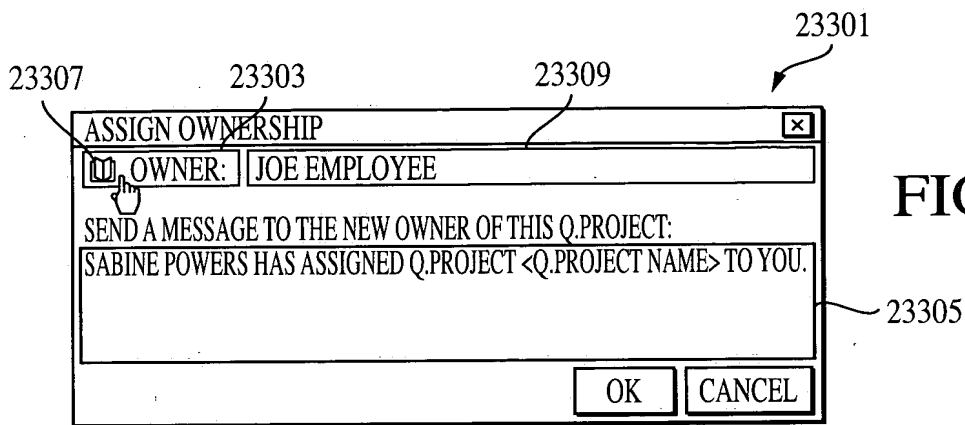 23301
23307 23303 23309
ASSIGN OWNERSHIP
OWNER: JOE EMPLOYEE
FIG
SEND A MESSAGE TO THE NEW OWNER OF THIS Q.PROJECT:
SABINE POWERS HAS ASSIGNED Q.PROJECT <Q.PROJECT NAME> TO YOU.
23305
OK CANCEL